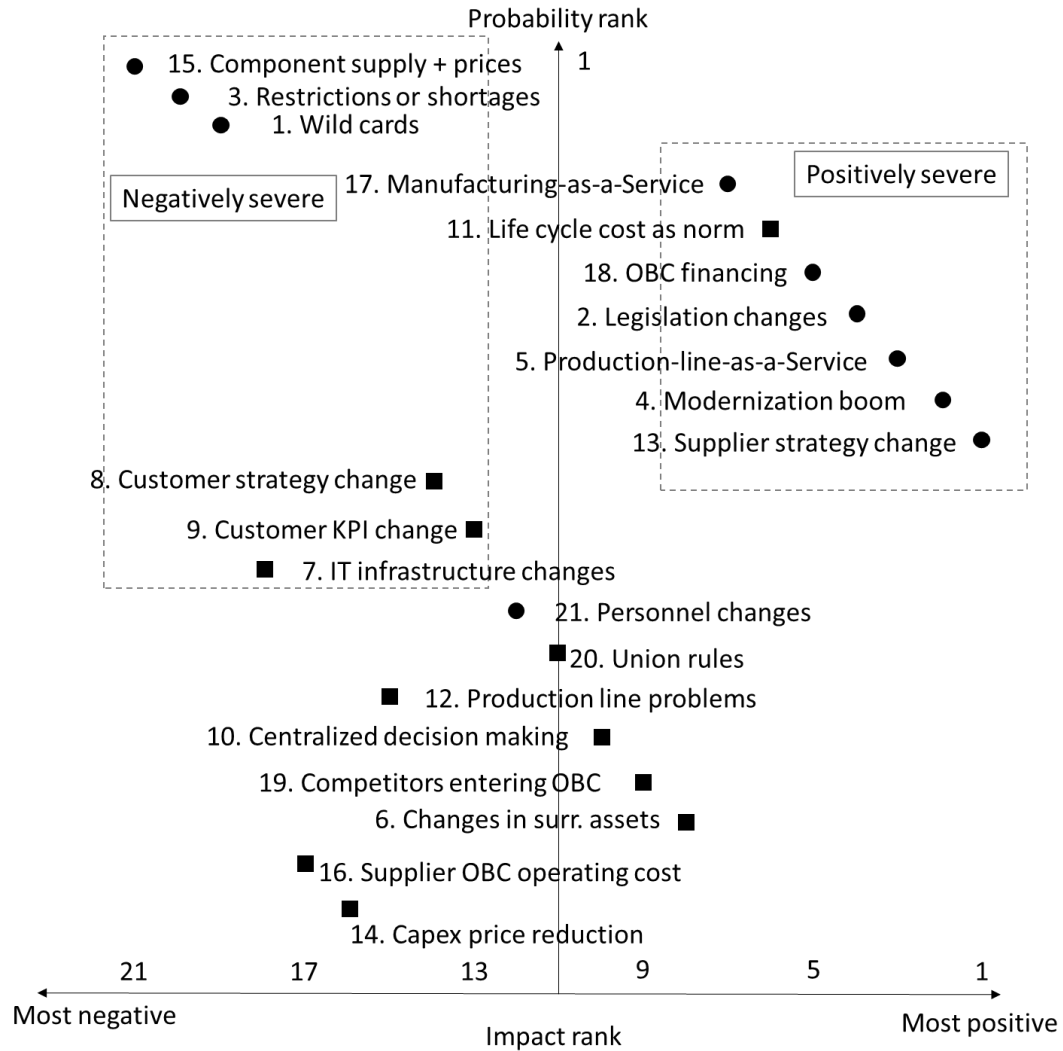 Probability rank
1
15. Component supply + prices
3. Restrictions or shortages
1. Wild cards
Negatively severe
Positively severe
17. Manufacturing-as-a-Service
11. Life cycle cost as norm
18. OBC financing
2. Legislation changes
5. Production-line-as-a-Service
4. Modernization boom
13. Supplier strategy change
8. Customer strategy change
9. Customer KPI change
7. IT infrastructure changes
21. Personnel changes
20. Union rules
12. Production line problems
10. Centralized decision making
19. Competitors entering OBC
6. Changes in surr. assets
16. Supplier OBC operating cost
14. Capex price reduction
21 17 13 9 5 1
Most negative
Most positive
Impact rank